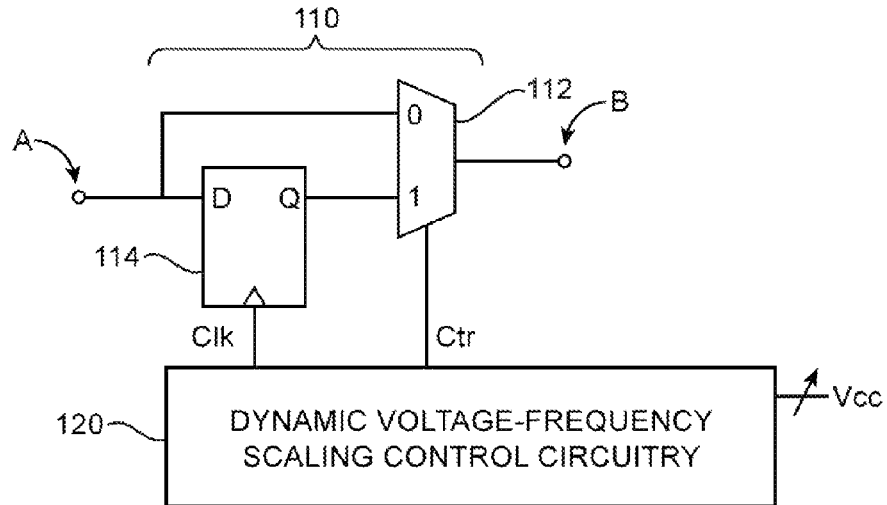 110
112
B
A
0
D Q
1
114
Clk
Ctr
Vcc
120
DYNAMIC VOLTAGE-FREQUENCY
SCALING CONTROL CIRCUITRY